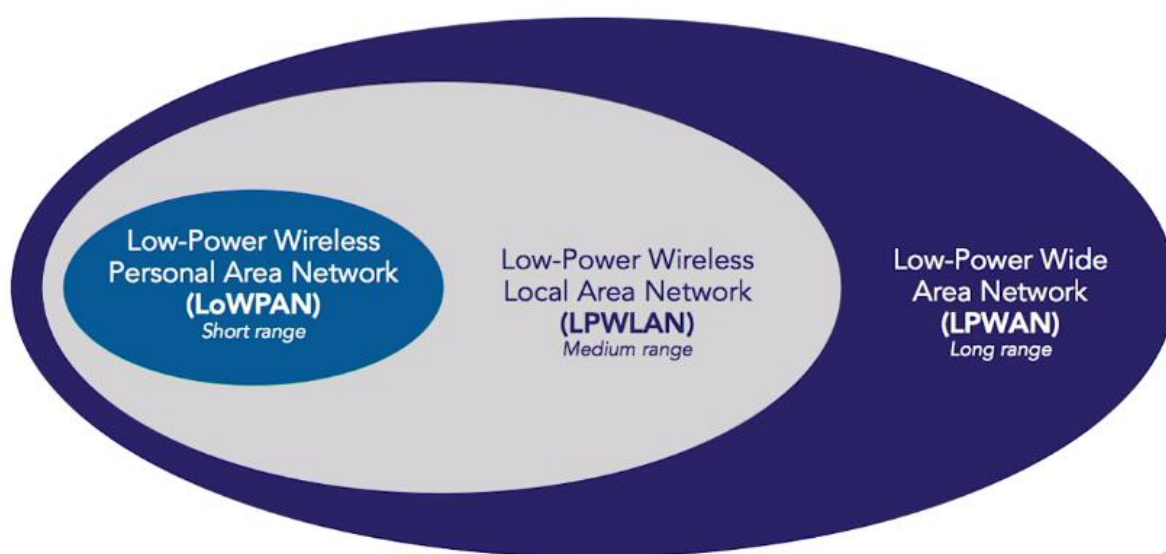 Low-Power Wireless
Personal Area Network
(LoWPAN)
Short range
Low-Power Wireless
Local Area Network
(LPWLAN)
Medium range
Low-Power Wide
Area Network
(LPWAN)
Long range